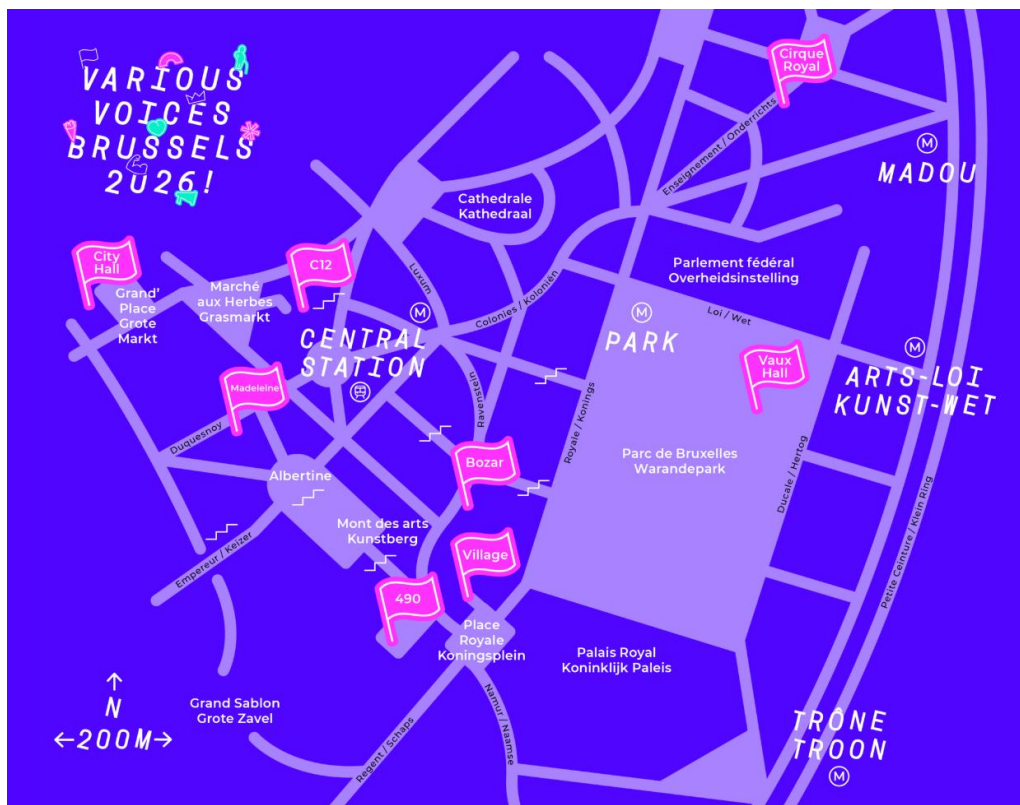 VARIOUS
VOICES
BRUSSELS
2026!
Cirque
Royal
Enseignement / Onderrichts
M
MADOU
Cathedrale
Kathedraal
City
Hall
C12
Grand'
Place
Grote
Markt
Marché
aux Herbes
Grasmarkt
Luxum
M
Colonies / Koloniën
Parlement fédéral
Overheidsinstelling
Loi / Wet
M
PARK
CENTRAL
STATION
Vaux
Hall
M
ARTS-LOI
KUNST-WET
Madeleine
Duquesnoy
Ravenstein
Royale / Konings
Parc de Bruxelles
Warandepark
Ducale / Hertog
Bozar
Albertine
Mont des arts
Kunstberg
Empereur / Keizer
Village
490
Place
Royale
Koningsplein
Petite Ceinture / Klein Ring
Palais Royal
Koninklijk Paleis
Grand Sablon
Grote Zavel
N
←200M→
Regent / Schaps
Namur / Naamse
TRÔNE
TROON
M